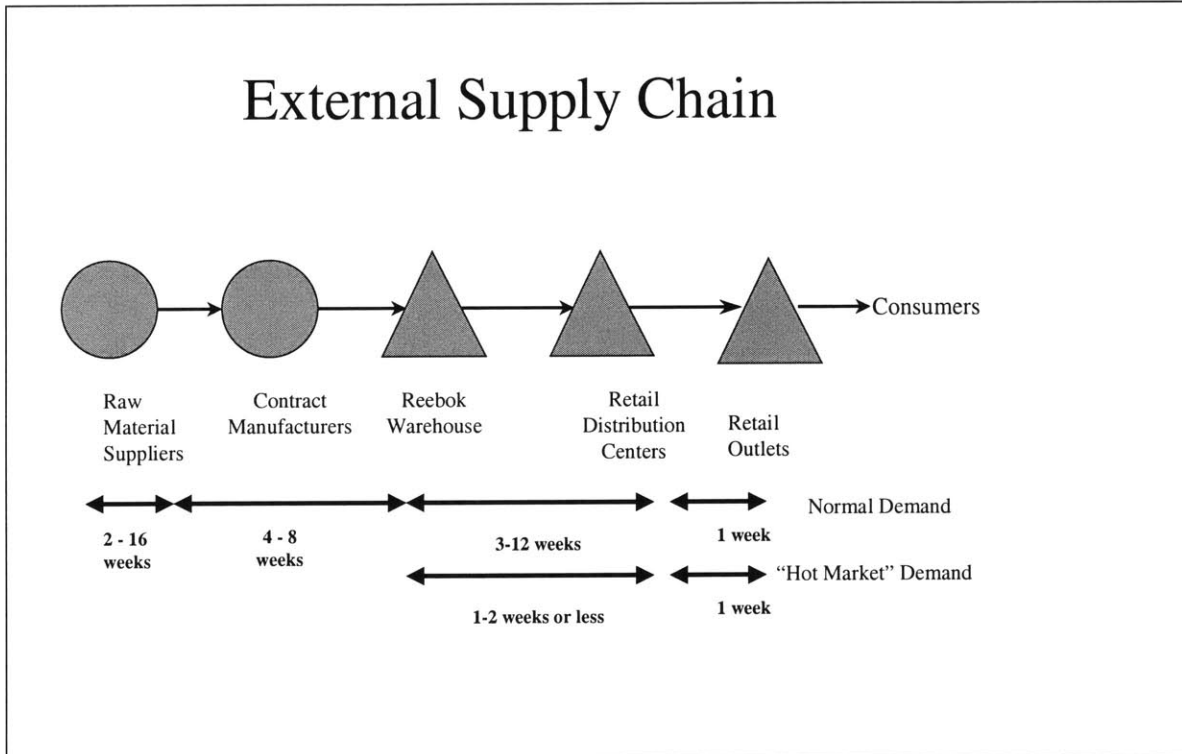 External Supply Chain
Consumers
Raw
Material
Suppliers
Contract
Manufacturers
Reebok
Warehouse
Retail
Distribution
Centers
Retail
Outlets
Normal Demand
2 - 16
weeks
4 - 8
weeks
3-12 weeks
1 week
“Hot Market” Demand
1-2 weeks or less
1 week